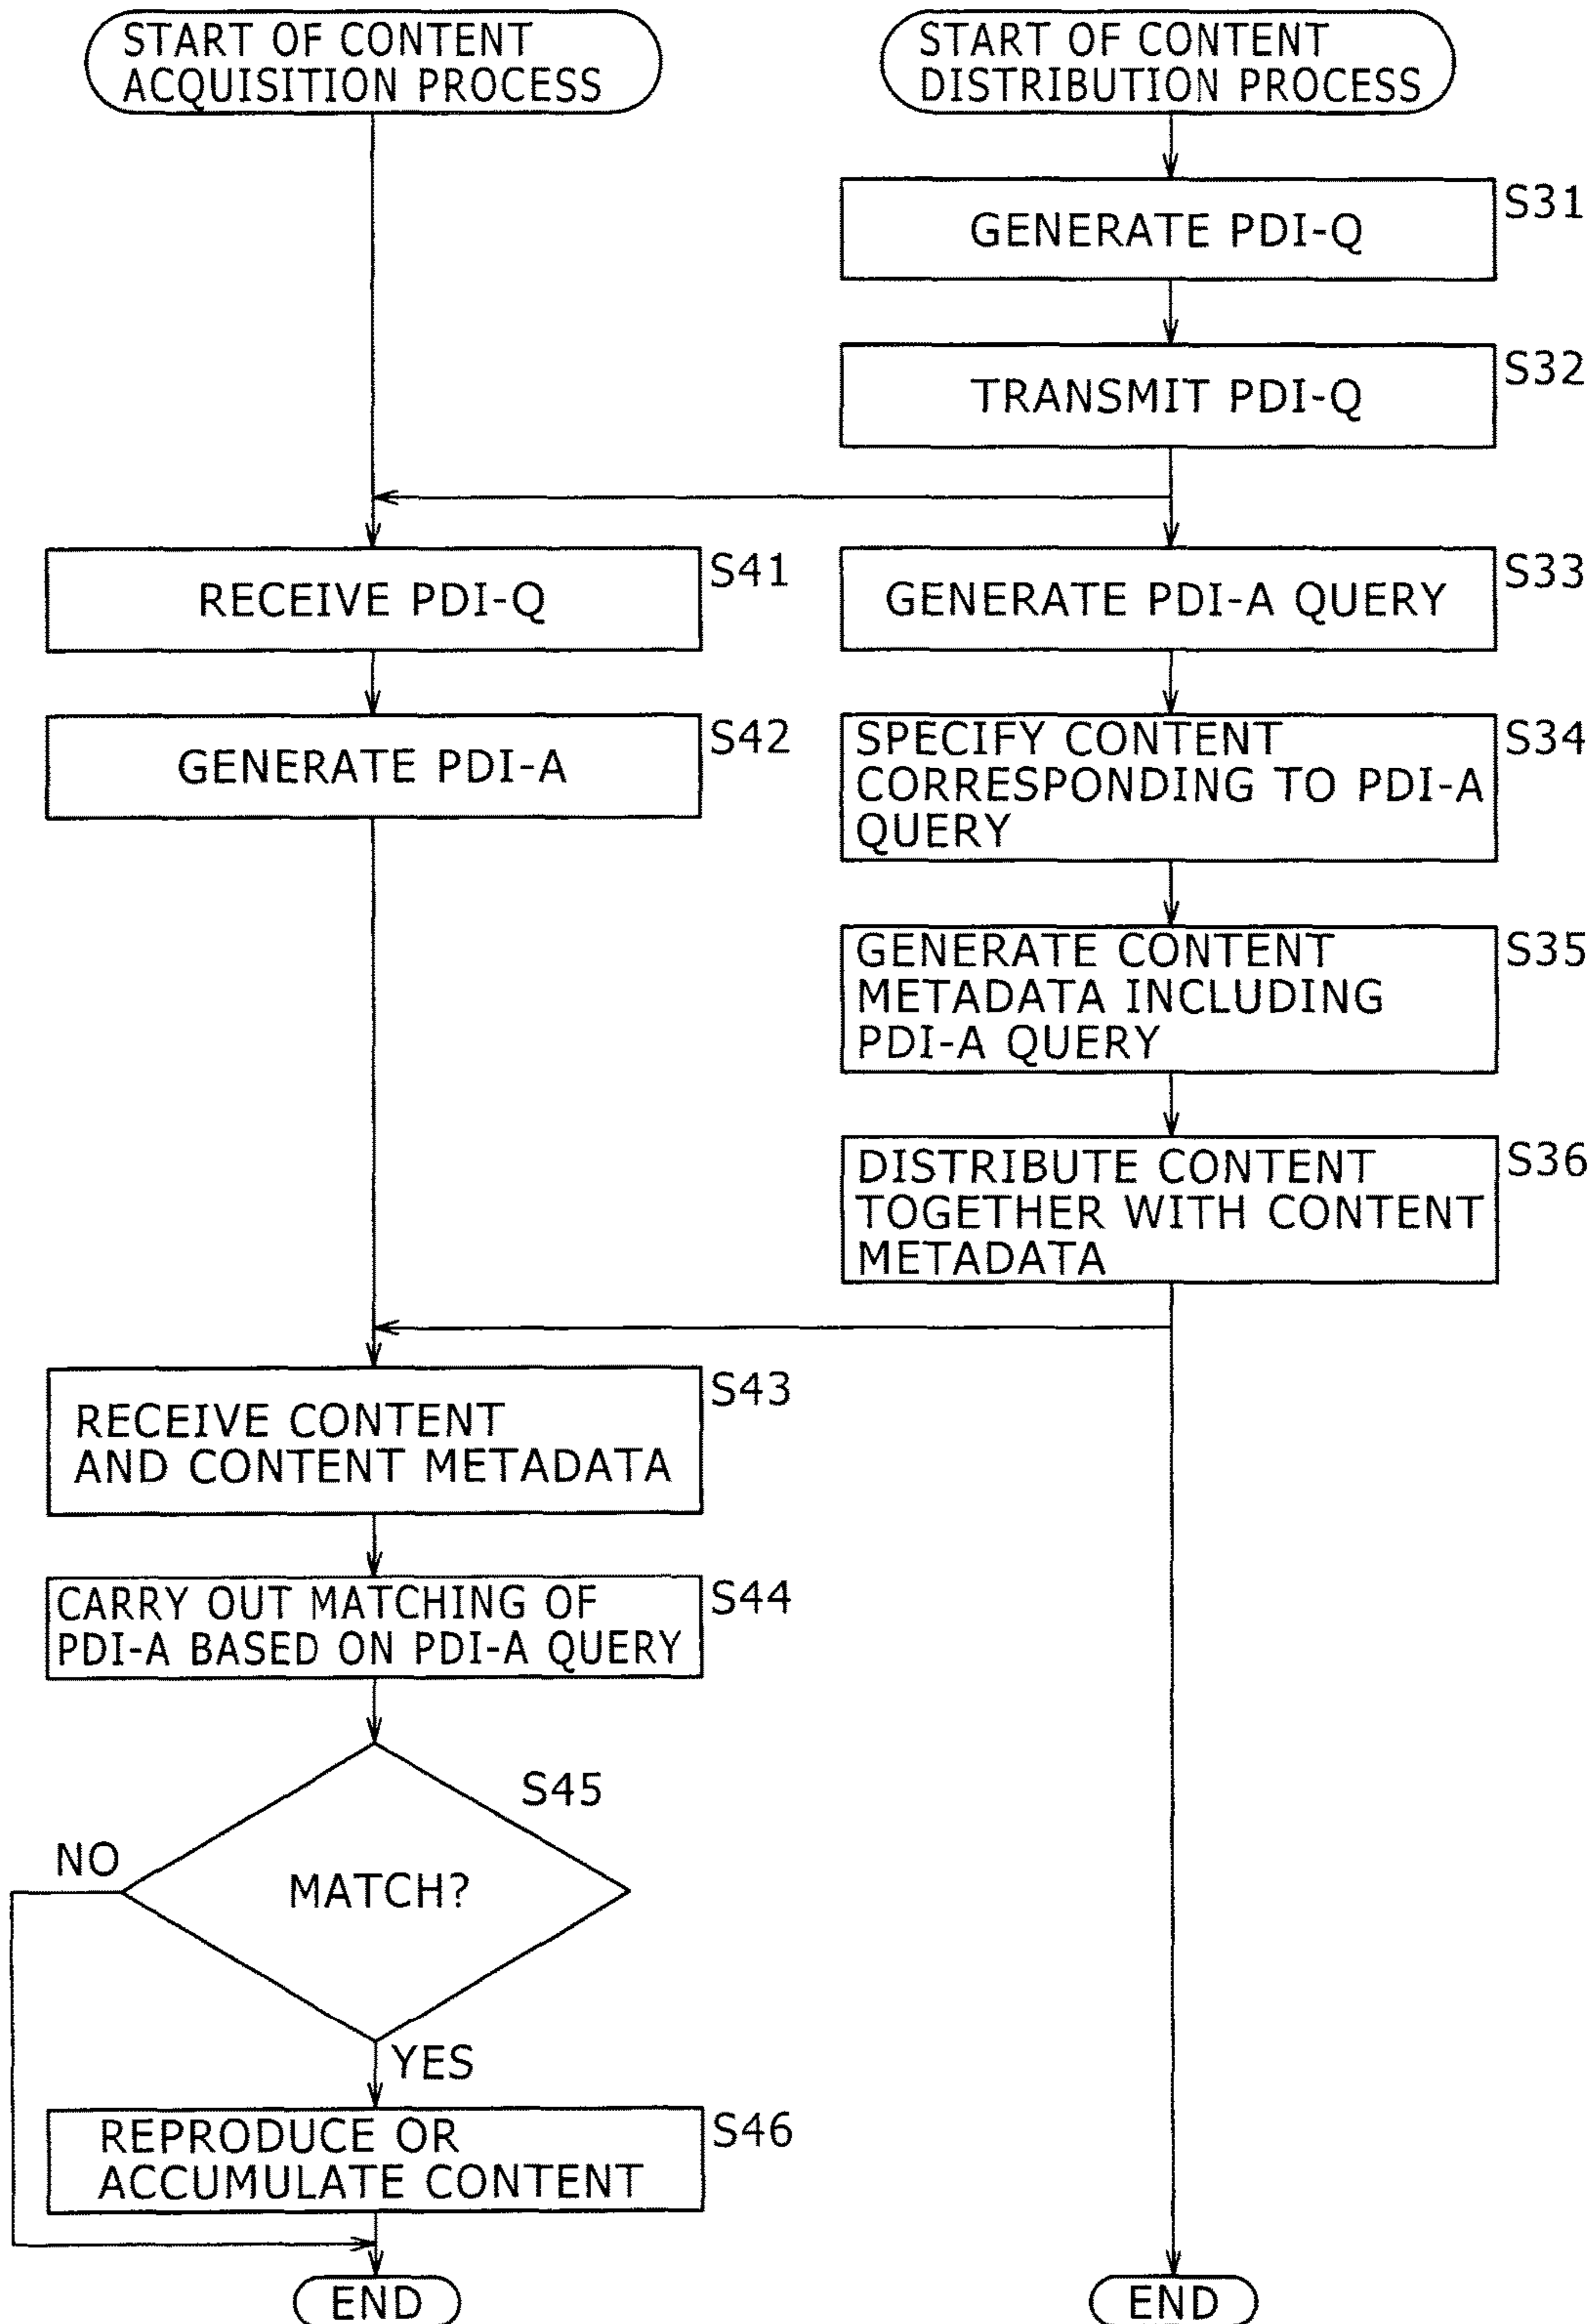 START OF CONTENT
ACQUISITION PROCESS
START OF CONTENT
DISTRIBUTION PROCESS
S31
GENERATE PDI-Q
S32
TRANSMIT PDI-Q
S41
RECEIVE PDI-Q
S33
GENERATE PDI-A QUERY
S42
GENERATE PDI-A
S34
SPECIFY CONTENT
CORRESPONDING TO PDI-A
QUERY
S35
GENERATE CONTENT
METADATA INCLUDING
PDI-A QUERY
S36
DISTRIBUTE CONTENT
TOGETHER WITH CONTENT
METADATA
S43
RECEIVE CONTENT
AND CONTENT METADATA
S44
CARRY OUT MATCHING OF
PDI-A BASED ON PDI-A QUERY
S45
NO
MATCH?
YES
S46
REPRODUCE OR
ACCUMULATE CONTENT
END
END